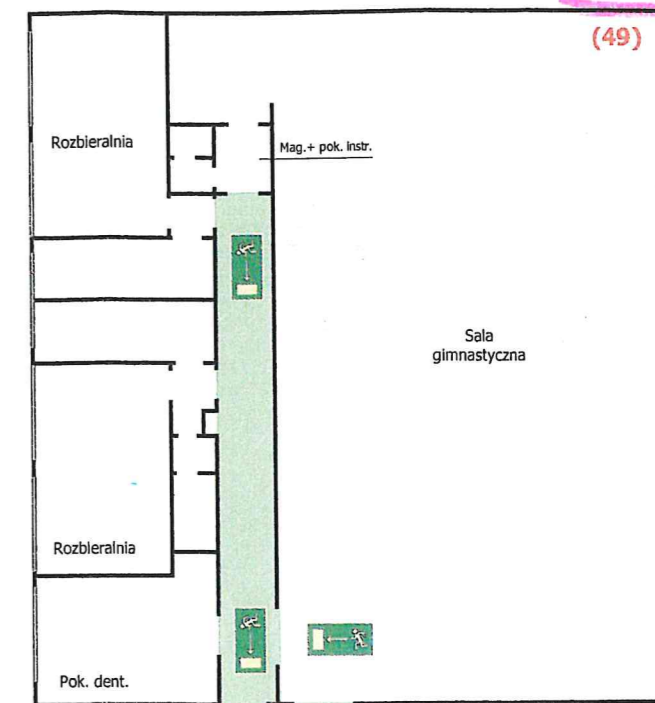 (49)
Rozbieralnia
Mag.+ pok. instr.
Sala
gimnastyczna
Rozbieralnia
Pok. dent.